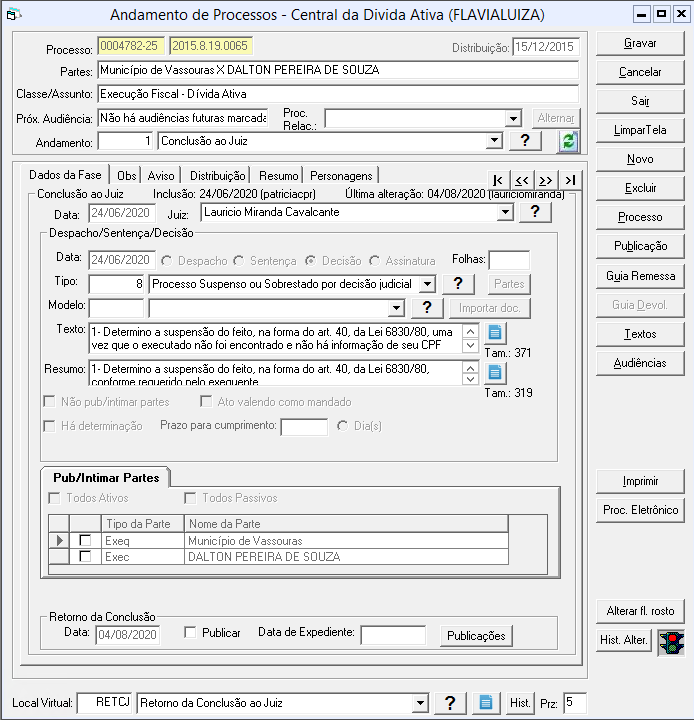 Andamento de Processos - Central da Dívida Ativa (FLAVIALUIZA)
Processo: 0004782-25 2015.8.19.0065 Distribuição: 15/12/2015
Partes: Município de Vassouras X DALTON PEREIRA DE SOUZA
Classe/Assunto: Execução Fiscal - Dívida Ativa
Próx. Audiência: Não há audiências futuras marcada Proc. Relac.: Alternar
Andamento: 1 Conclusão ao Juiz ?
Dados da Fase Obs Aviso Distribuição Resumo Personagens |< << >> >|
Conclusão ao Juiz Inclusão: 24/06/2020 (patriciacpr) Última alteração: 04/08/2020 (lauriciomiranda)
Data: 24/06/2020 Juiz: Lauricio Miranda Cavalcante ?
Despacho/Sentença/Decisão
Data: 24/06/2020 Despacho Sentença Decisão Assinatura Folhas:
Tipo: 8 Processo Suspenso ou Sobrestado por decisão judicial ? Partes
Modelo: ? Importar doc.
Texto: 1- Determino a suspensão do feito, na forma do art. 40, da Lei 6830/80, uma
vez que o executado não foi encontrado e não há informação de seu CPF
Tam.: 371
Resumo: 1- Determino a suspensão do feito, na forma do art. 40, da Lei 6830/80,
conforme requerido pelo exequente
Tam.: 319
Não pub/intimar partes Ato valendo como mandado
Há determinação Prazo para cumprimento: Dia(s)
Pub/Intimar Partes
Todos Ativos Todos Passivos
Tipo da Parte Nome da Parte
Exeq Município de Vassouras
Exec DALTON PEREIRA DE SOUZA
Retorno da Conclusão
Data: 04/08/2020 Publicar Data de Expediente: Publicações
Local Virtual: RETCJ Retorno da Conclusão ao Juiz ? Hist. Prz: 5
Gravar
Cancelar
Sair
LimparTela
Novo
Excluir
Processo
Publicação
Guia Remessa
Guia Devol.
Textos
Audiências
Imprimir
Proc. Eletrônico
Alterar fl. rosto
Hist. Alter.